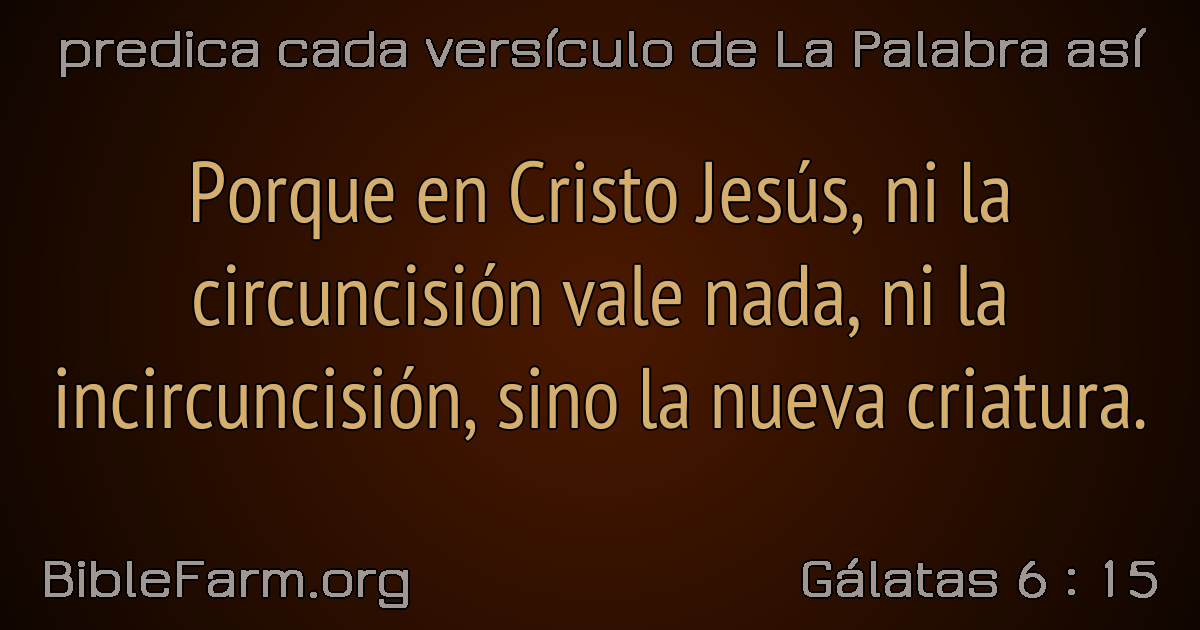 predica cada versículo de La Palabra así
Porque en Cristo Jesús, ni la
circuncisión vale nada, ni la
incircuncisión, sino la nueva criatura.
BibleFarm.org
Gálatas 6 : 15